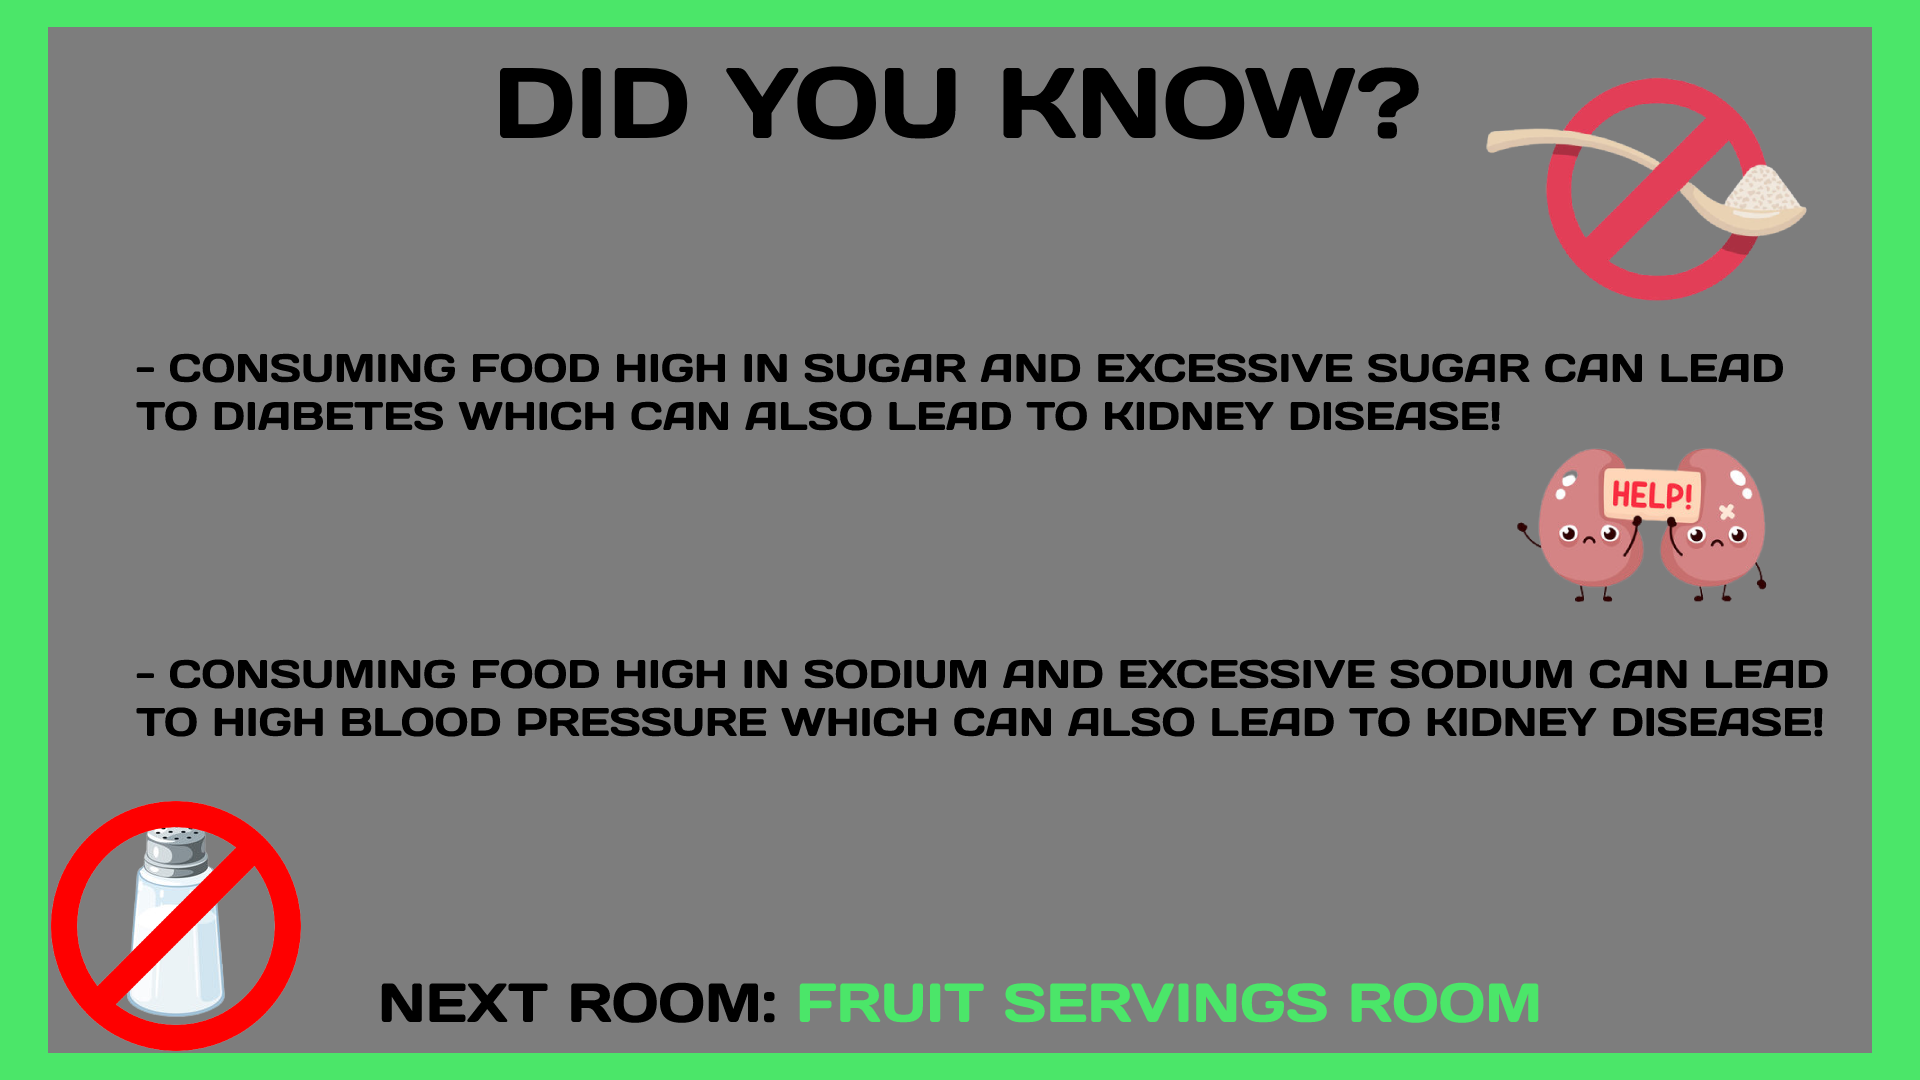 DID YOU KNOW?
- CONSUMING FOOD HIGH IN SUGAR AND EXCESSIVE SUGAR CAN LEAD
TO DIABETES WHICH CAN ALSO LEAD TO KIDNEY DISEASE!
HELP!
- CONSUMING FOOD HIGH IN SODIUM AND EXCESSIVE SODIUM CAN LEAD
TO HIGH BLOOD PRESSURE WHICH CAN ALSO LEAD TO KIDNEY DISEASE!
NEXT ROOM: FRUIT SERVINGS ROOM